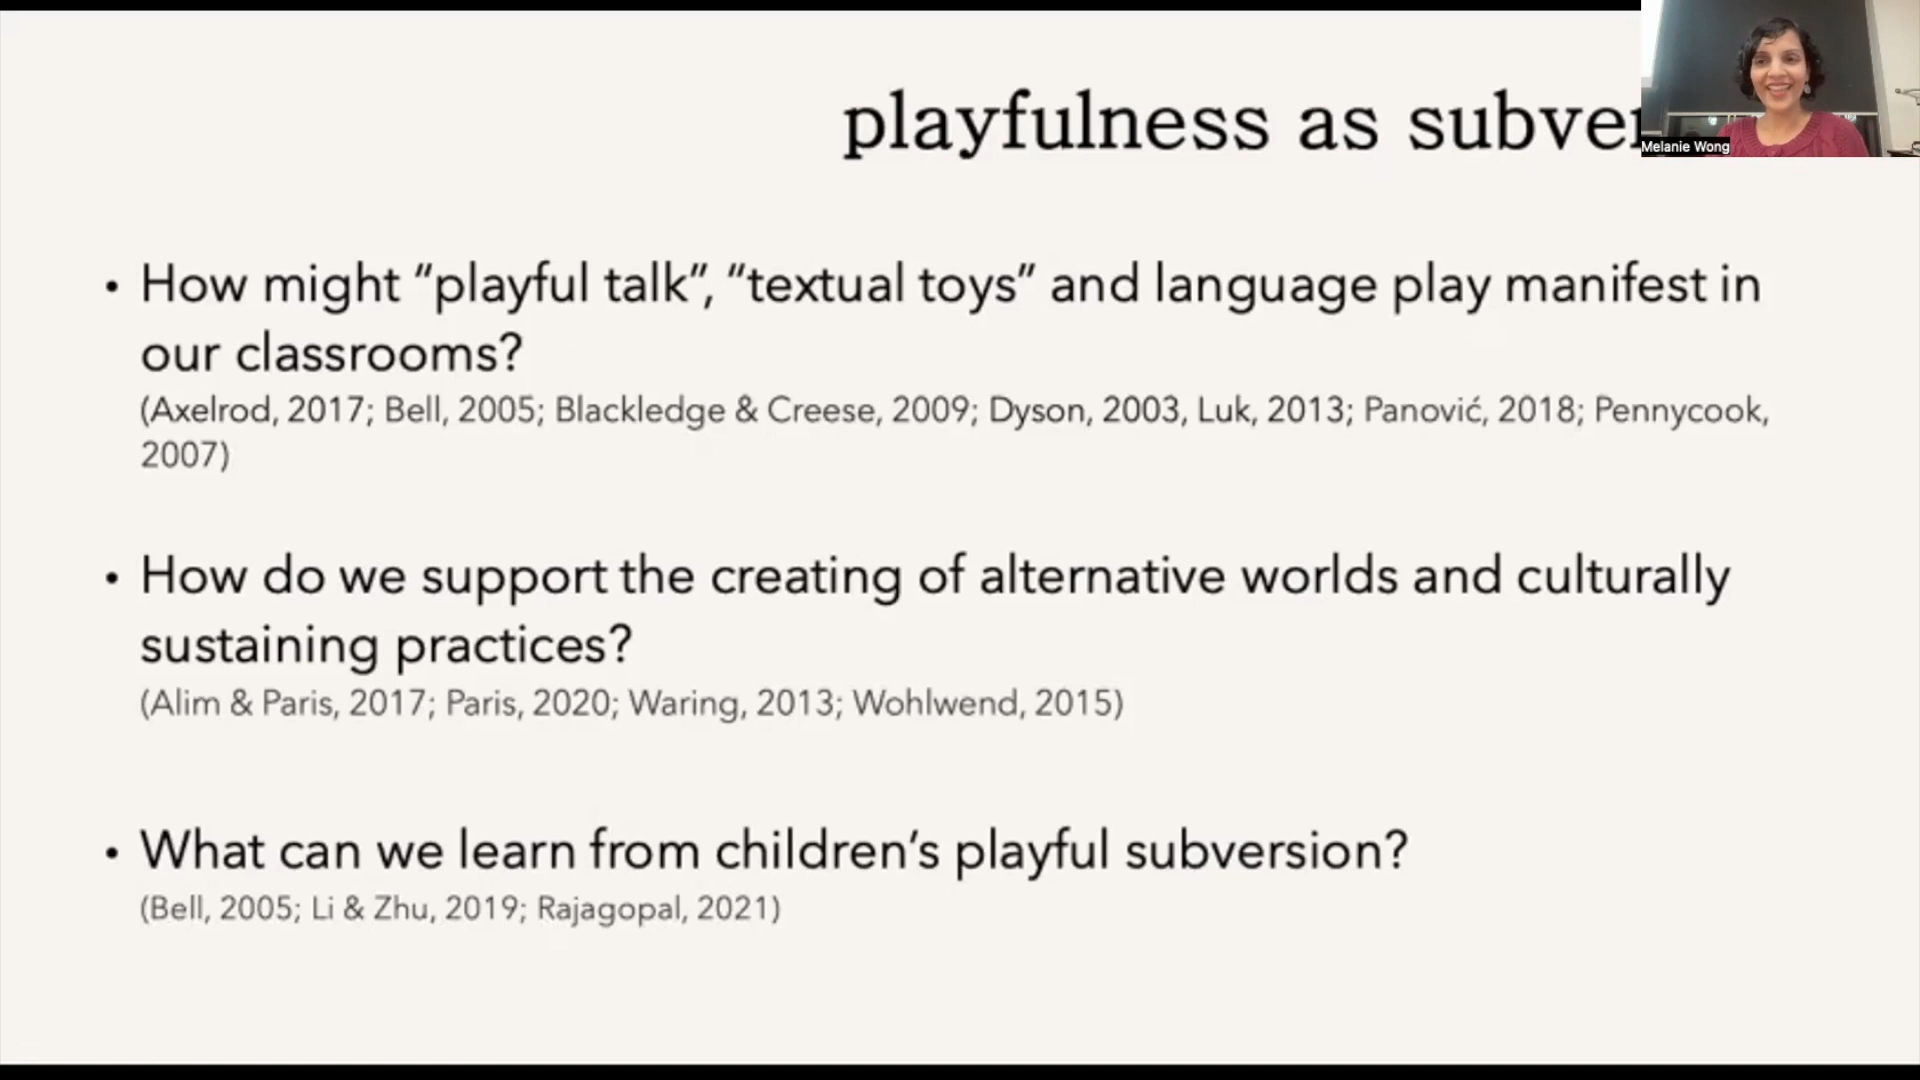 playfulness as subver
Melanie Wong
• How might “playful talk”, “textual toys” and language play manifest in
our classrooms?
(Axelrod, 2017; Bell, 2005; Blackledge & Creese, 2009; Dyson, 2003, Luk, 2013; Panović, 2018; Pennycook,
2007)
• How do we support the creating of alternative worlds and culturally
sustaining practices?
(Alim & Paris, 2017; Paris, 2020; Waring, 2013; Wohlwend, 2015)
• What can we learn from children’s playful subversion?
(Bell, 2005; Li & Zhu, 2019; Rajagopal, 2021)